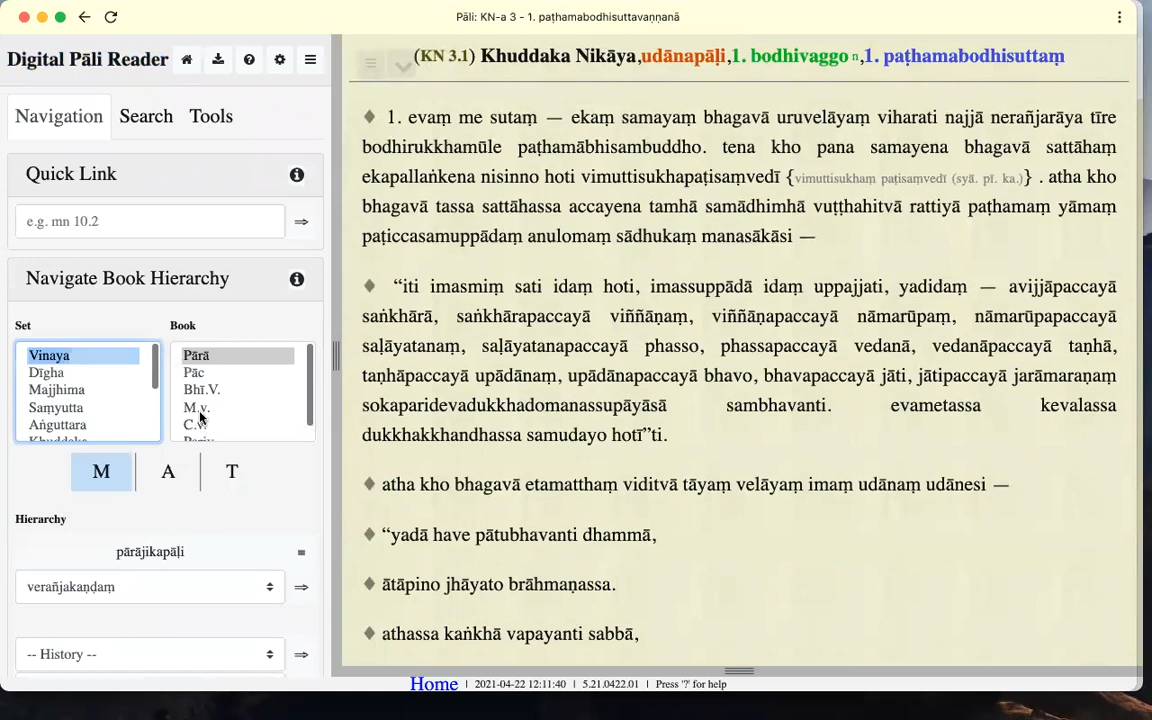 Pāli: KN-a 3 - 1. paṭhamabodhisuttavaṇṇanā
Digital Pāli Reader
Navigation Search Tools
Quick Link
e.g. mn 10.2
Navigate Book Hierarchy
Set Book
Vinaya Pārā
Dīgha Pāc
Majjhima Bhī.V.
Saṃyutta M.v.
Aṅguttara C.v.
Khuddaka Pariv
M A T
Hierarchy
pārājikapāḷi
verañjakaṇḍaṃ
-- History --
(KN 3.1) Khuddaka Nikāya,udānapāḷi,1. bodhivaggo n,1. paṭhamabodhisuttaṃ
♦ 1. evaṃ me sutaṃ — ekaṃ samayaṃ bhagavā uruvelāyaṃ viharati najjā nerañjarāya tīre
bodhirukkhamūle paṭhamābhisambuddho. tena kho pana samayena bhagavā sattāhaṃ
ekapallaṅkena nisinno hoti vimuttisukhapaṭisaṃvedī {vimuttisukhaṃ paṭisaṃvedī (syā. pī. ka.)} . atha kho
bhagavā tassa sattāhassa accayena tamhā samādhimhā vuṭṭhahitvā rattiyā paṭhamaṃ yāmaṃ
paṭiccasamuppādaṃ anulomaṃ sādhukaṃ manasākāsi —
♦ “iti imasmiṃ sati idaṃ hoti, imassuppādā idaṃ uppajjati, yadidaṃ — avijjāpaccayā
saṅkhārā, saṅkhārapaccayā viññāṇaṃ, viññāṇapaccayā nāmarūpaṃ, nāmarūpapaccayā
saḷāyatanaṃ, saḷāyatanapaccayā phasso, phassapaccayā vedanā, vedanāpaccayā taṇhā,
taṇhāpaccayā upādānaṃ, upādānapaccayā bhavo, bhavapaccayā jāti, jātipaccayā jarāmaraṇaṃ
sokaparidevadukkhadomanassupāyāsā sambhavanti. evametassa kevalassa
dukkhakkhandhassa samudayo hotī”ti.
♦ atha kho bhagavā etamatthaṃ viditvā tāyaṃ velāyaṃ imaṃ udānaṃ udānesi —
♦ “yadā have pātubhavanti dhammā,
♦ ātāpino jhāyato brāhmaṇassa.
♦ athassa kaṅkhā vapayanti sabbā,
Home | 2021-04-22 12:11:40 | 5.21.0422.01 | Press '?' for help